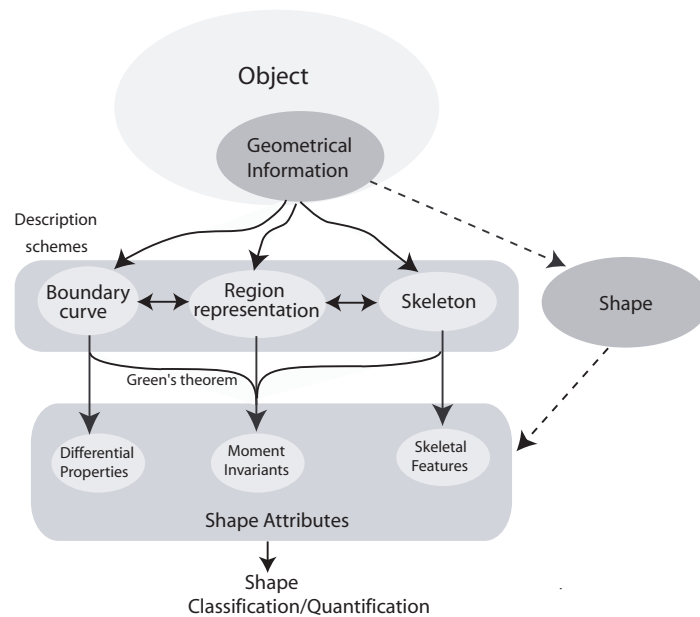 Object
Geometrical
Information
Description
schemes
Boundary
curve
Region
representation
Skeleton
Shape
Green's theorem
Differential
Properties
Moment
Invariants
Skeletal
Features
Shape Attributes
Shape
Classification/Quantification